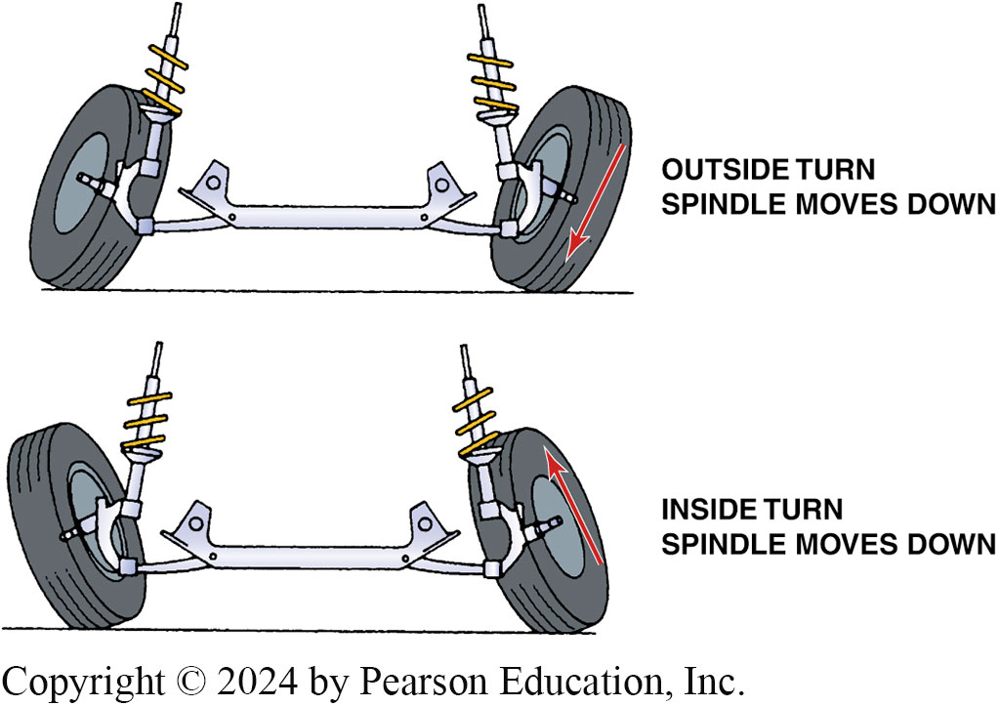 OUTSIDE TURN
SPINDLE MOVES DOWN
INSIDE TURN
SPINDLE MOVES DOWN
Copyright © 2024 by Pearson Education, Inc.